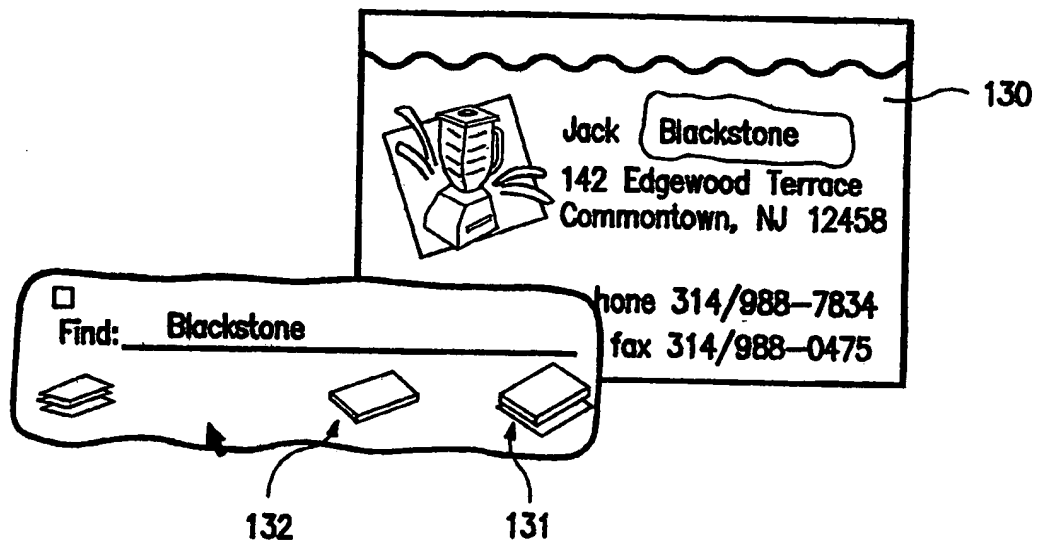 130
Jack Blackstone
142 Edgewood Terrace
Commontown, NJ 12458
hone 314/988-7834
fax 314/988-0475
Find: Blackstone
132
131